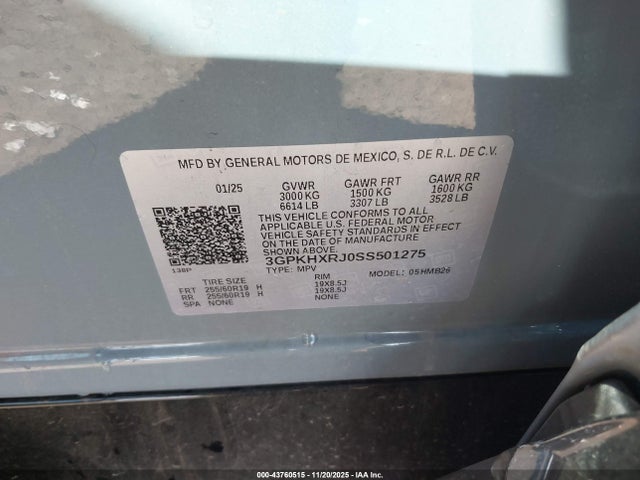 MFD BY GENERAL MOTORS DE MEXICO, S. DE R.L. DE C.V.
01/25 GVWR GAWR FRT GAWR RR
3000 KG 1500 KG 1600 KG
6614 LB 3307 LB 3528 LB
THIS VEHICLE CONFORMS TO ALL
APPLICABLE U.S. FEDERAL MOTOR
VEHICLE STANDARDS IN EFFECT
ON THE DATE OF MANUFACTURE
SHOWN ABOVE.
3GPKHXRJ0SS501275
138P TYPE: MPV MODEL: 05HMB26
TIRE SIZE RIM
FRT 255/60R19 H 19X8.5J
RR 255/60R19 H 19X8.5J
SPA NONE NONE
000-43760515 - 11/20/2025 - IAA Corp.